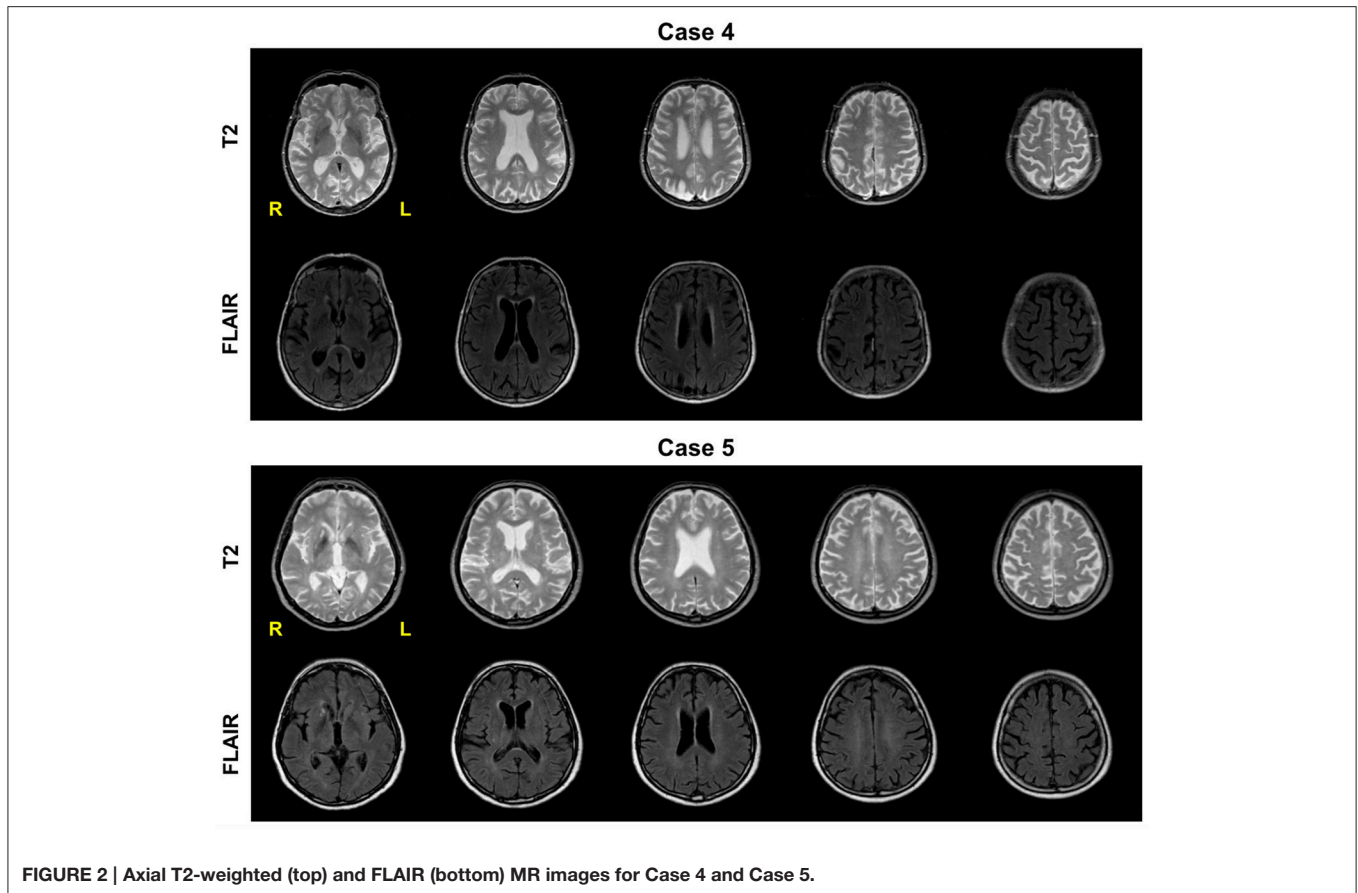 Case 4
T2
R
L
FLAIR
Case 5
T2
R
L
FLAIR
FIGURE 2 | Axial T2-weighted (top) and FLAIR (bottom) MR images for Case 4 and Case 5.